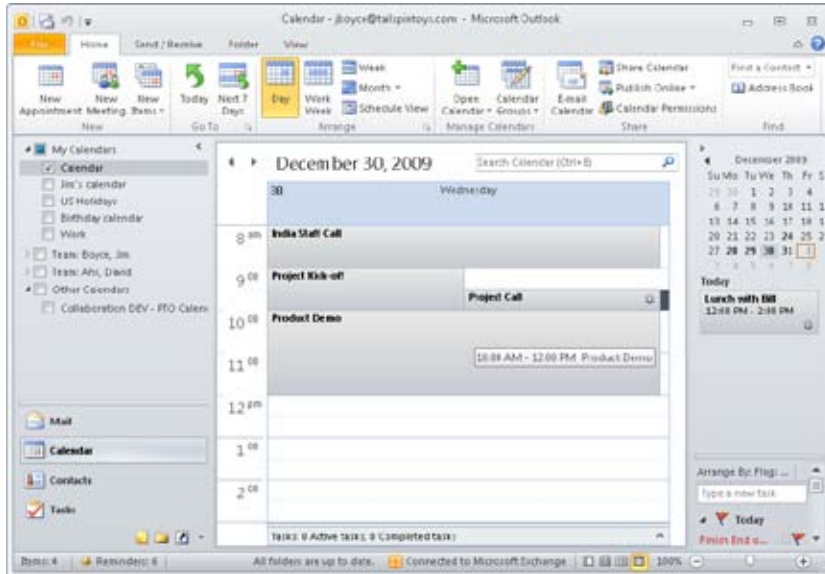 Calendar - jboyce@tailspintoys.com - Microsoft Outlook
File Home Send / Receive Folder View
New Appointment
New Meeting
New Items
New
Today
Next 7 Days
Go To
Day
Work Week
Week
Month
Schedule View
Arrange
Open Calendar
Calendar Groups
Manage Calendars
E-mail Calendar
Share Calendar
Publish Online
Calendar Permissions
Share
Find a Contact
Address Book
Find
My Calendars
Calendar
Jim's calendar
US Holidays
Birthday calendar
Work
Team: Boyce, Jim
Team: Ahs, David
Other Calendars
Collaboration DEV - PTO Calen
Mail
Calendar
Contacts
Tasks
December 30, 2009
Search Calendar (Ctrl+E)
30 Wednesday
8 am India Staff Call
9 00 Project Kick-off
Project Call
10 00 Product Demo
11 00 10:00 AM - 12:00 PM Product Demo
12 pm
1 00
2 00
Tasks: 0 Active tasks, 0 Completed tasks
December 2009
Su Mo Tu We Th Fr S
29 30 1 2 3 4
6 7 8 9 10 11 1
13 14 15 16 17 18 1
20 21 22 23 24 25 2
27 28 29 30 31 1
3 4 5 6 7 8
Today
Lunch with Bill
12:00 PM - 2:00 PM
Arrange By: Flag: ...
Type a new task
Today
Finish End o...
Items: 4 Reminders: 6 All folders are up to date. Connected to Microsoft Exchange 100%